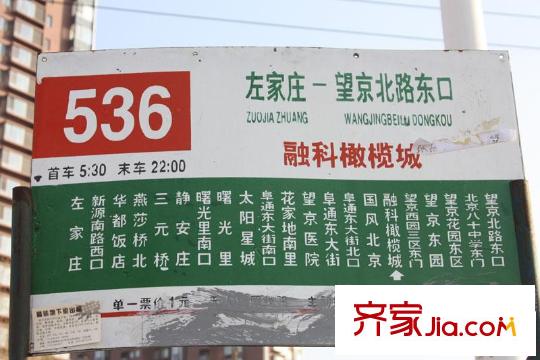 536
左家庄－望京北路东口
ZUOJIA ZHUANG WANGJINGBEILU DONGKOU
融科橄榄城
首车 5:30 末车 22:00
左家庄
新源南路西口
华都饭店
燕莎桥北
三元桥
静安庄
曙光里南口
曙光里
太阳星城
阜通东大街南口
花家地南里
望京医院
阜通东大街
阜通东大街北口
国风北京
融科橄榄城
望京西园三区东门
望京东园
望京花园东区
北京八十中学东门
望京北路东口
单一票价1元
齐家Jia.com